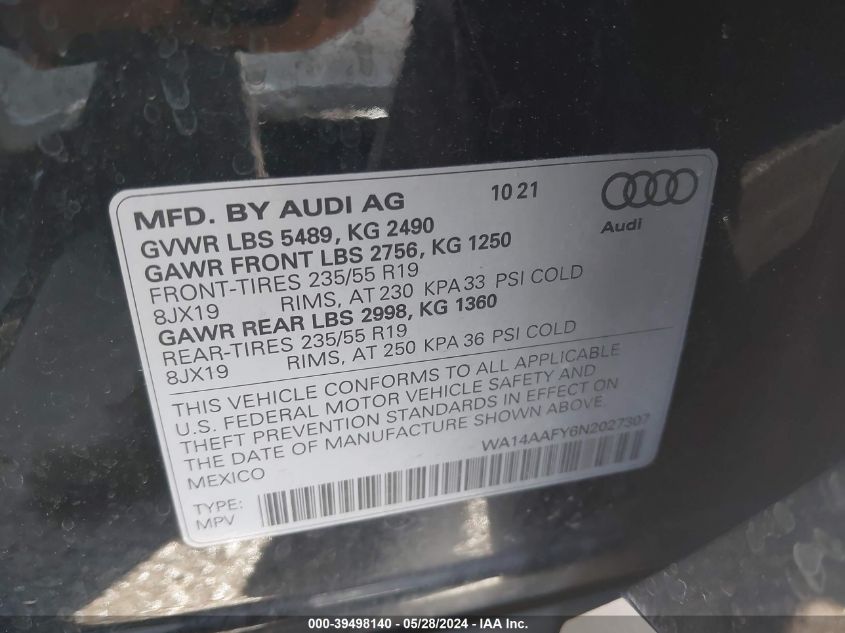 MFD. BY AUDI AG 10 21
Audi
GVWR LBS 5489, KG 2490
GAWR FRONT LBS 2756, KG 1250
FRONT-TIRES 235/55 R19
8JX19 RIMS, AT 230 KPA 33 PSI COLD
GAWR REAR LBS 2998, KG 1360
REAR-TIRES 235/55 R19
8JX19 RIMS, AT 250 KPA 36 PSI COLD
THIS VEHICLE CONFORMS TO ALL APPLICABLE
U.S. FEDERAL MOTOR VEHICLE SAFETY AND
THEFT PREVENTION STANDARDS IN EFFECT ON
THE DATE OF MANUFACTURE SHOWN ABOVE.
MEXICO WA14AAFY6N2027307
TYPE:
MPV
000-39498140 - 05/28/2024 - IAA Inc.